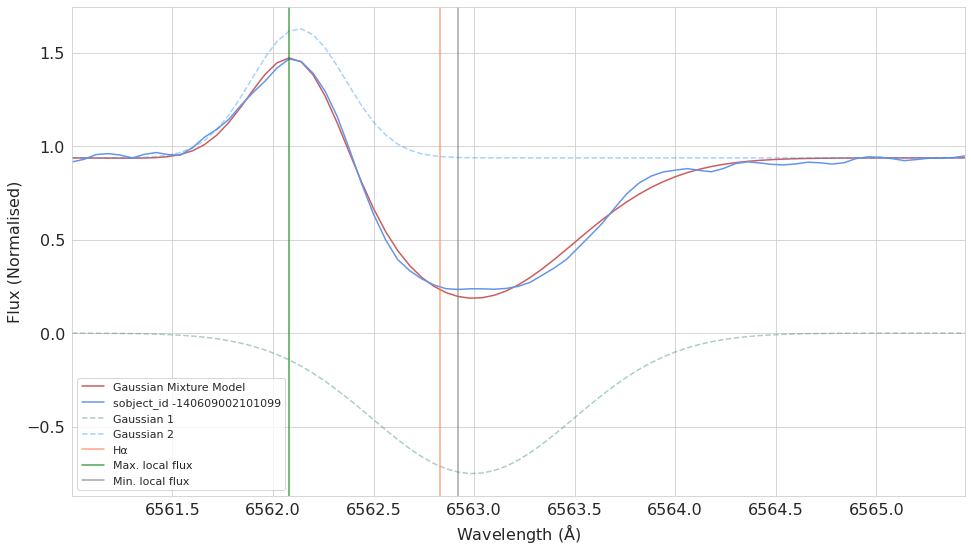 1.5
1.0
0.5
0.0
−0.5
Flux (Normalised)
Gaussian Mixture Model
sobject_id -140609002101099
Gaussian 1
Gaussian 2
Hα
Max. local flux
Min. local flux
6561.5 6562.0 6562.5 6563.0 6563.5 6564.0 6564.5 6565.0
Wavelength (Å)